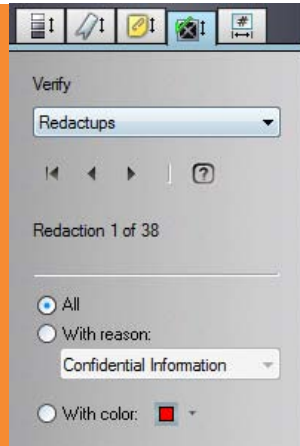 #
Verify
Redactups
?
Redaction 1 of 38
All
With reason:
Confidential Information
With color: